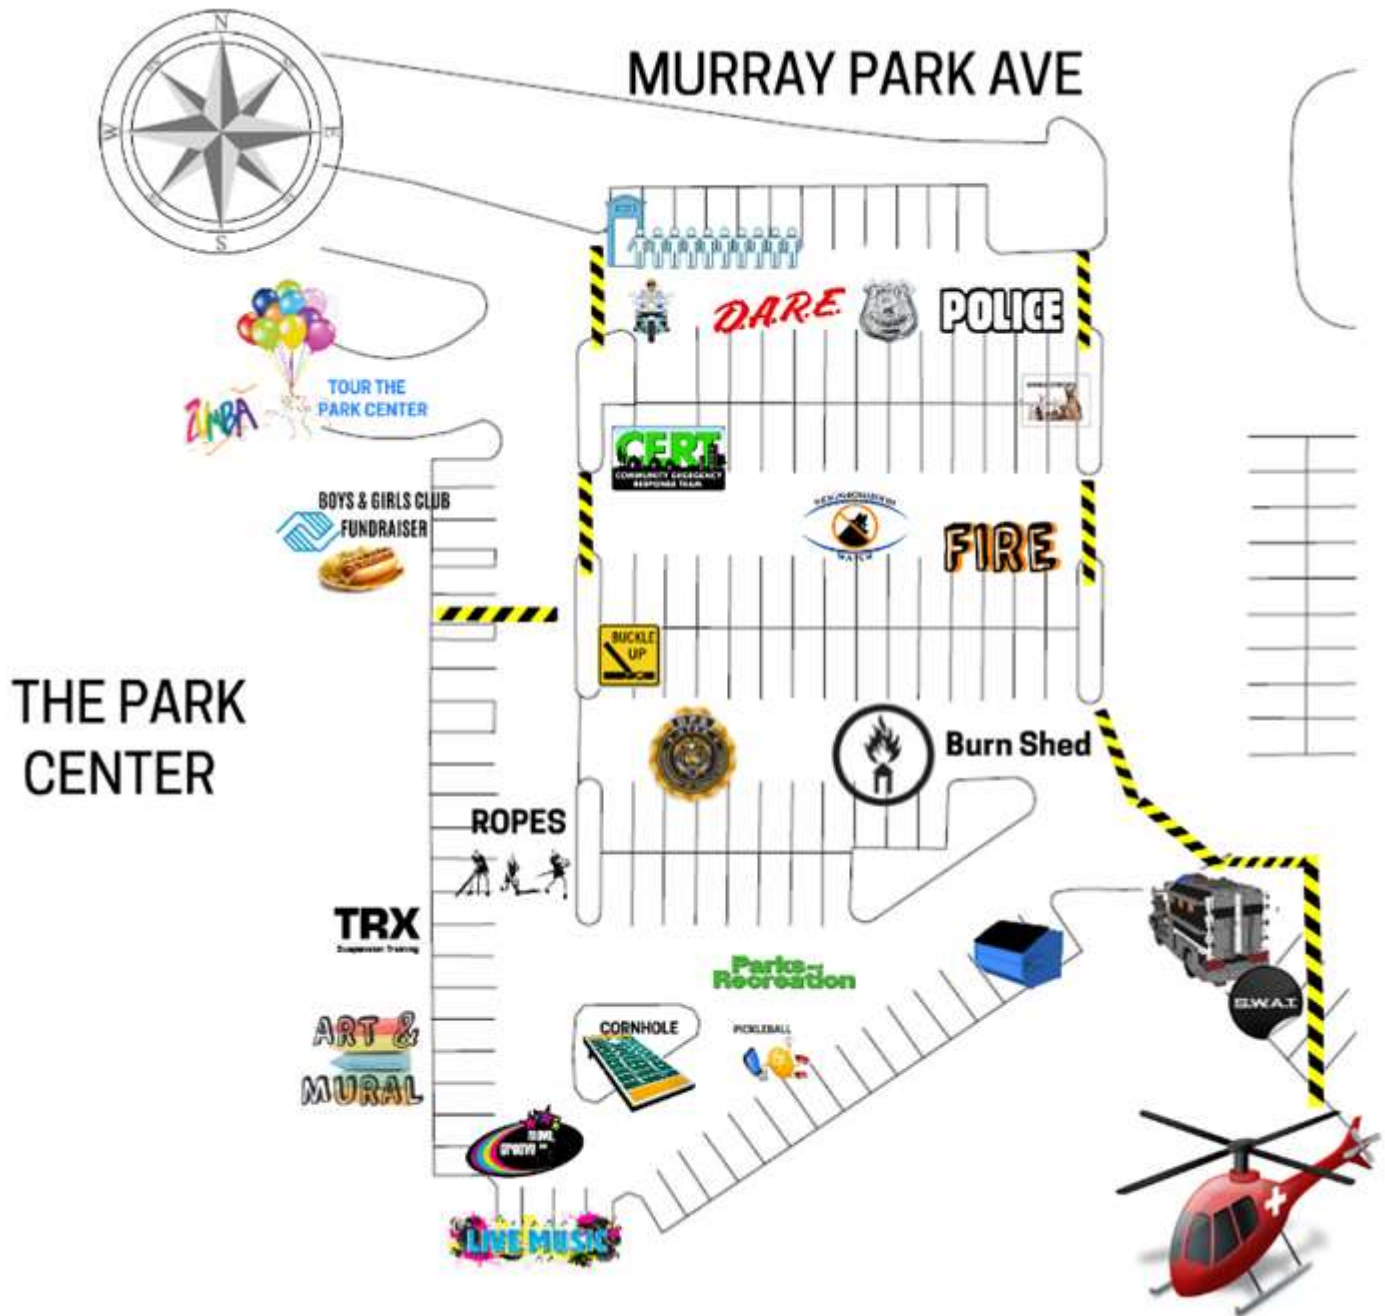 N
W
E
S
MURRAY PARK AVE
D.A.R.E.
POLICE
TOUR THE
PARK CENTER
ZUMBA
CERT
COMMUNITY EMERGENCY
RESPONSE TEAM
BOYS & GIRLS CLUB
FUNDRAISER
NEIGHBORHOOD
WATCH
FIRE
BUCKLE
UP
THE PARK
CENTER
Burn Shed
ROPES
TRX
Suspension Training
Parks and
Recreation
S.W.A.T.
ART &
MURAL
CORNHOLE
PICKLEBALL
LIVE MUSIC